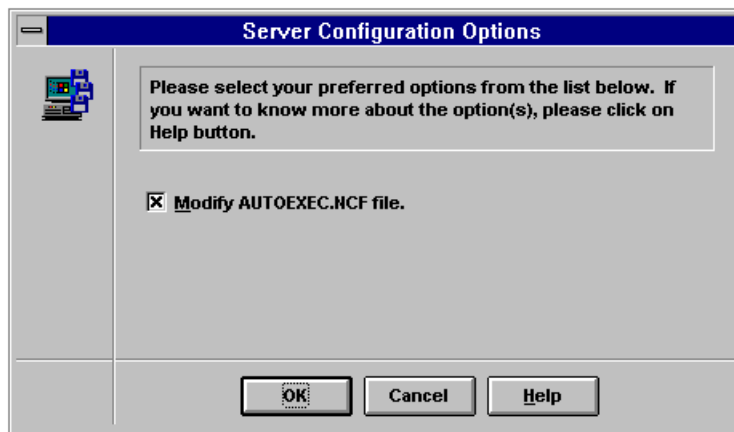 Server Configuration Options
Please select your preferred options from the list below. If
you want to know more about the option(s), please click on
Help button.
Modify AUTOEXEC.NCF file.
OK Cancel Help